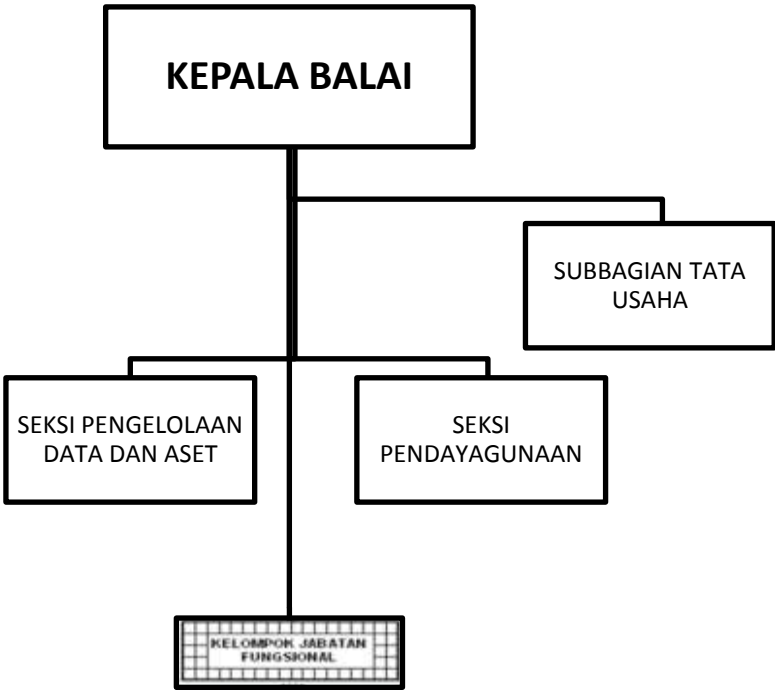 KEPALA BALAI
SUBBAGIAN TATA
USAHA
SEKSI PENGELOLAAN
DATA DAN ASET
SEKSI
PENDAYAGUNAAN
KELOMPOK JABATAN
FUNGSIONAL